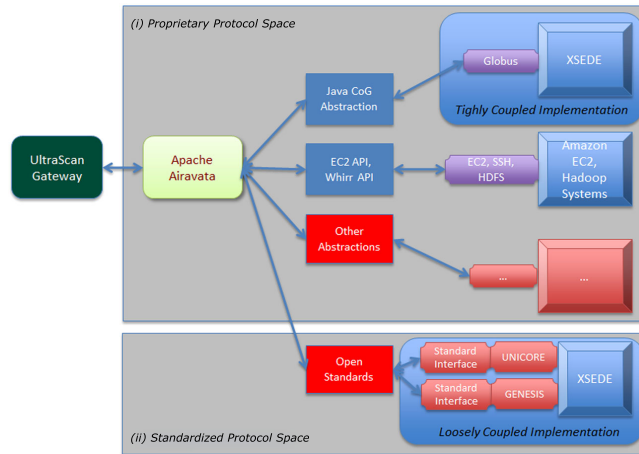 (i) Proprietary Protocol Space
Globus
XSEDE
Java CoG
Abstraction
Tighly Coupled Implementation
UltraScan
Gateway
Apache
Airavata
EC2 API,
Whirr API
EC2, SSH,
HDFS
Amazon
EC2,
Hadoop
Systems
Other
Abstractions
...
...
Open
Standards
Standard
Interface
UNICORE
Standard
Interface
GENESIS
XSEDE
Loosely Coupled Implementation
(ii) Standardized Protocol Space